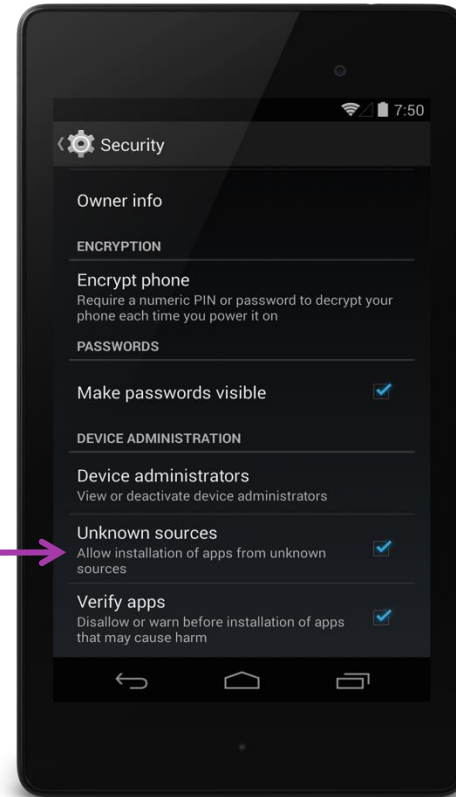 7:50
Security
Owner info
ENCRYPTION
Encrypt phone
Require a numeric PIN or password to decrypt your
phone each time you power it on
PASSWORDS
Make passwords visible
DEVICE ADMINISTRATION
Device administrators
View or deactivate device administrators
Unknown sources
Allow installation of apps from unknown
sources
Verify apps
Disallow or warn before installation of apps
that may cause harm